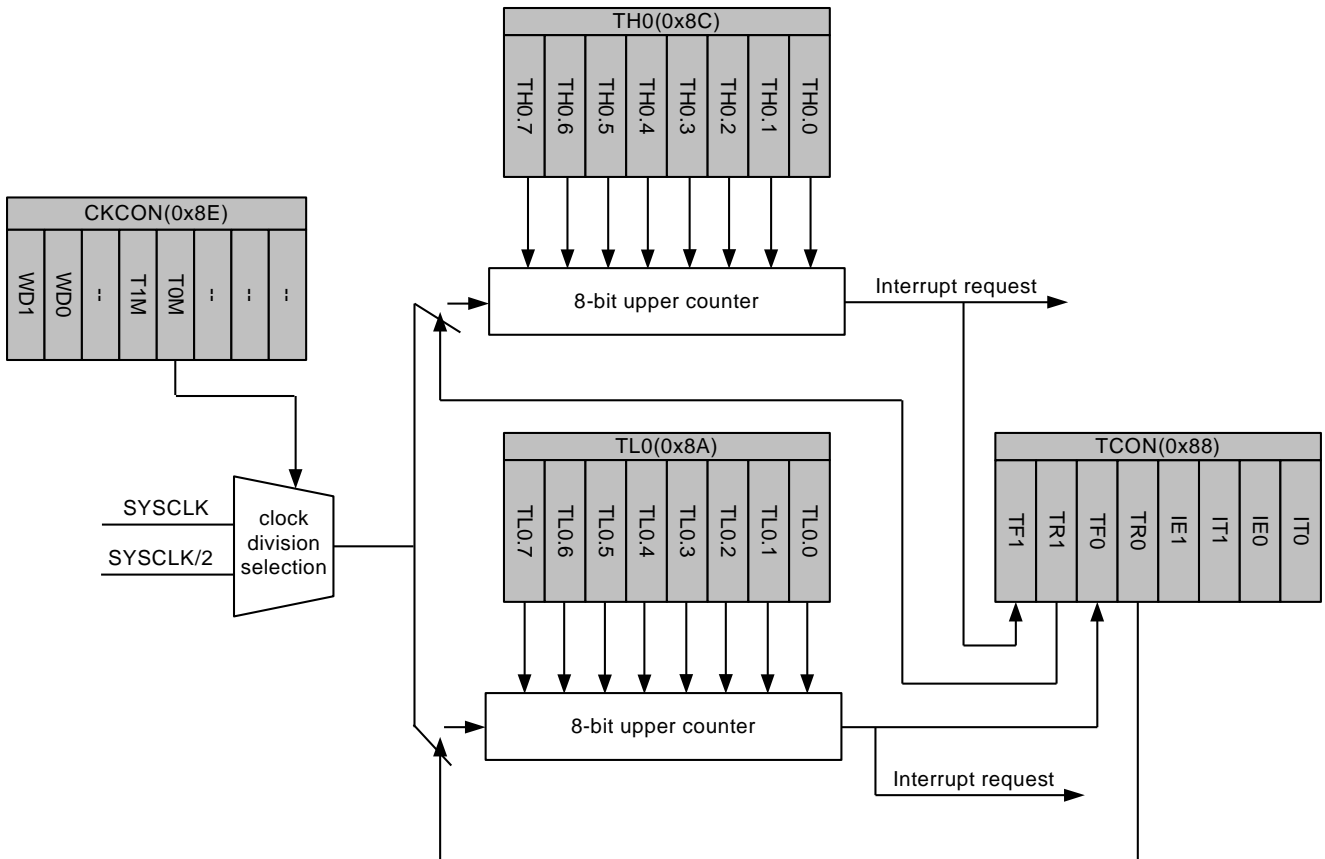 TH0(0x8C)
TH0.7
TH0.6
TH0.5
TH0.4
TH0.3
TH0.2
TH0.1
TH0.0
CKCON(0x8E)
WD1
WD0
--
T1M
T0M
--
--
--
8-bit upper counter
Interrupt request
TL0(0x8A)
TL0.7
TL0.6
TL0.5
TL0.4
TL0.3
TL0.2
TL0.1
TL0.0
TCON(0x88)
TF1
TR1
TF0
TR0
IE1
IT1
IE0
IT0
SYSCLK
SYSCLK/2
clock
division
selection
8-bit upper counter
Interrupt request